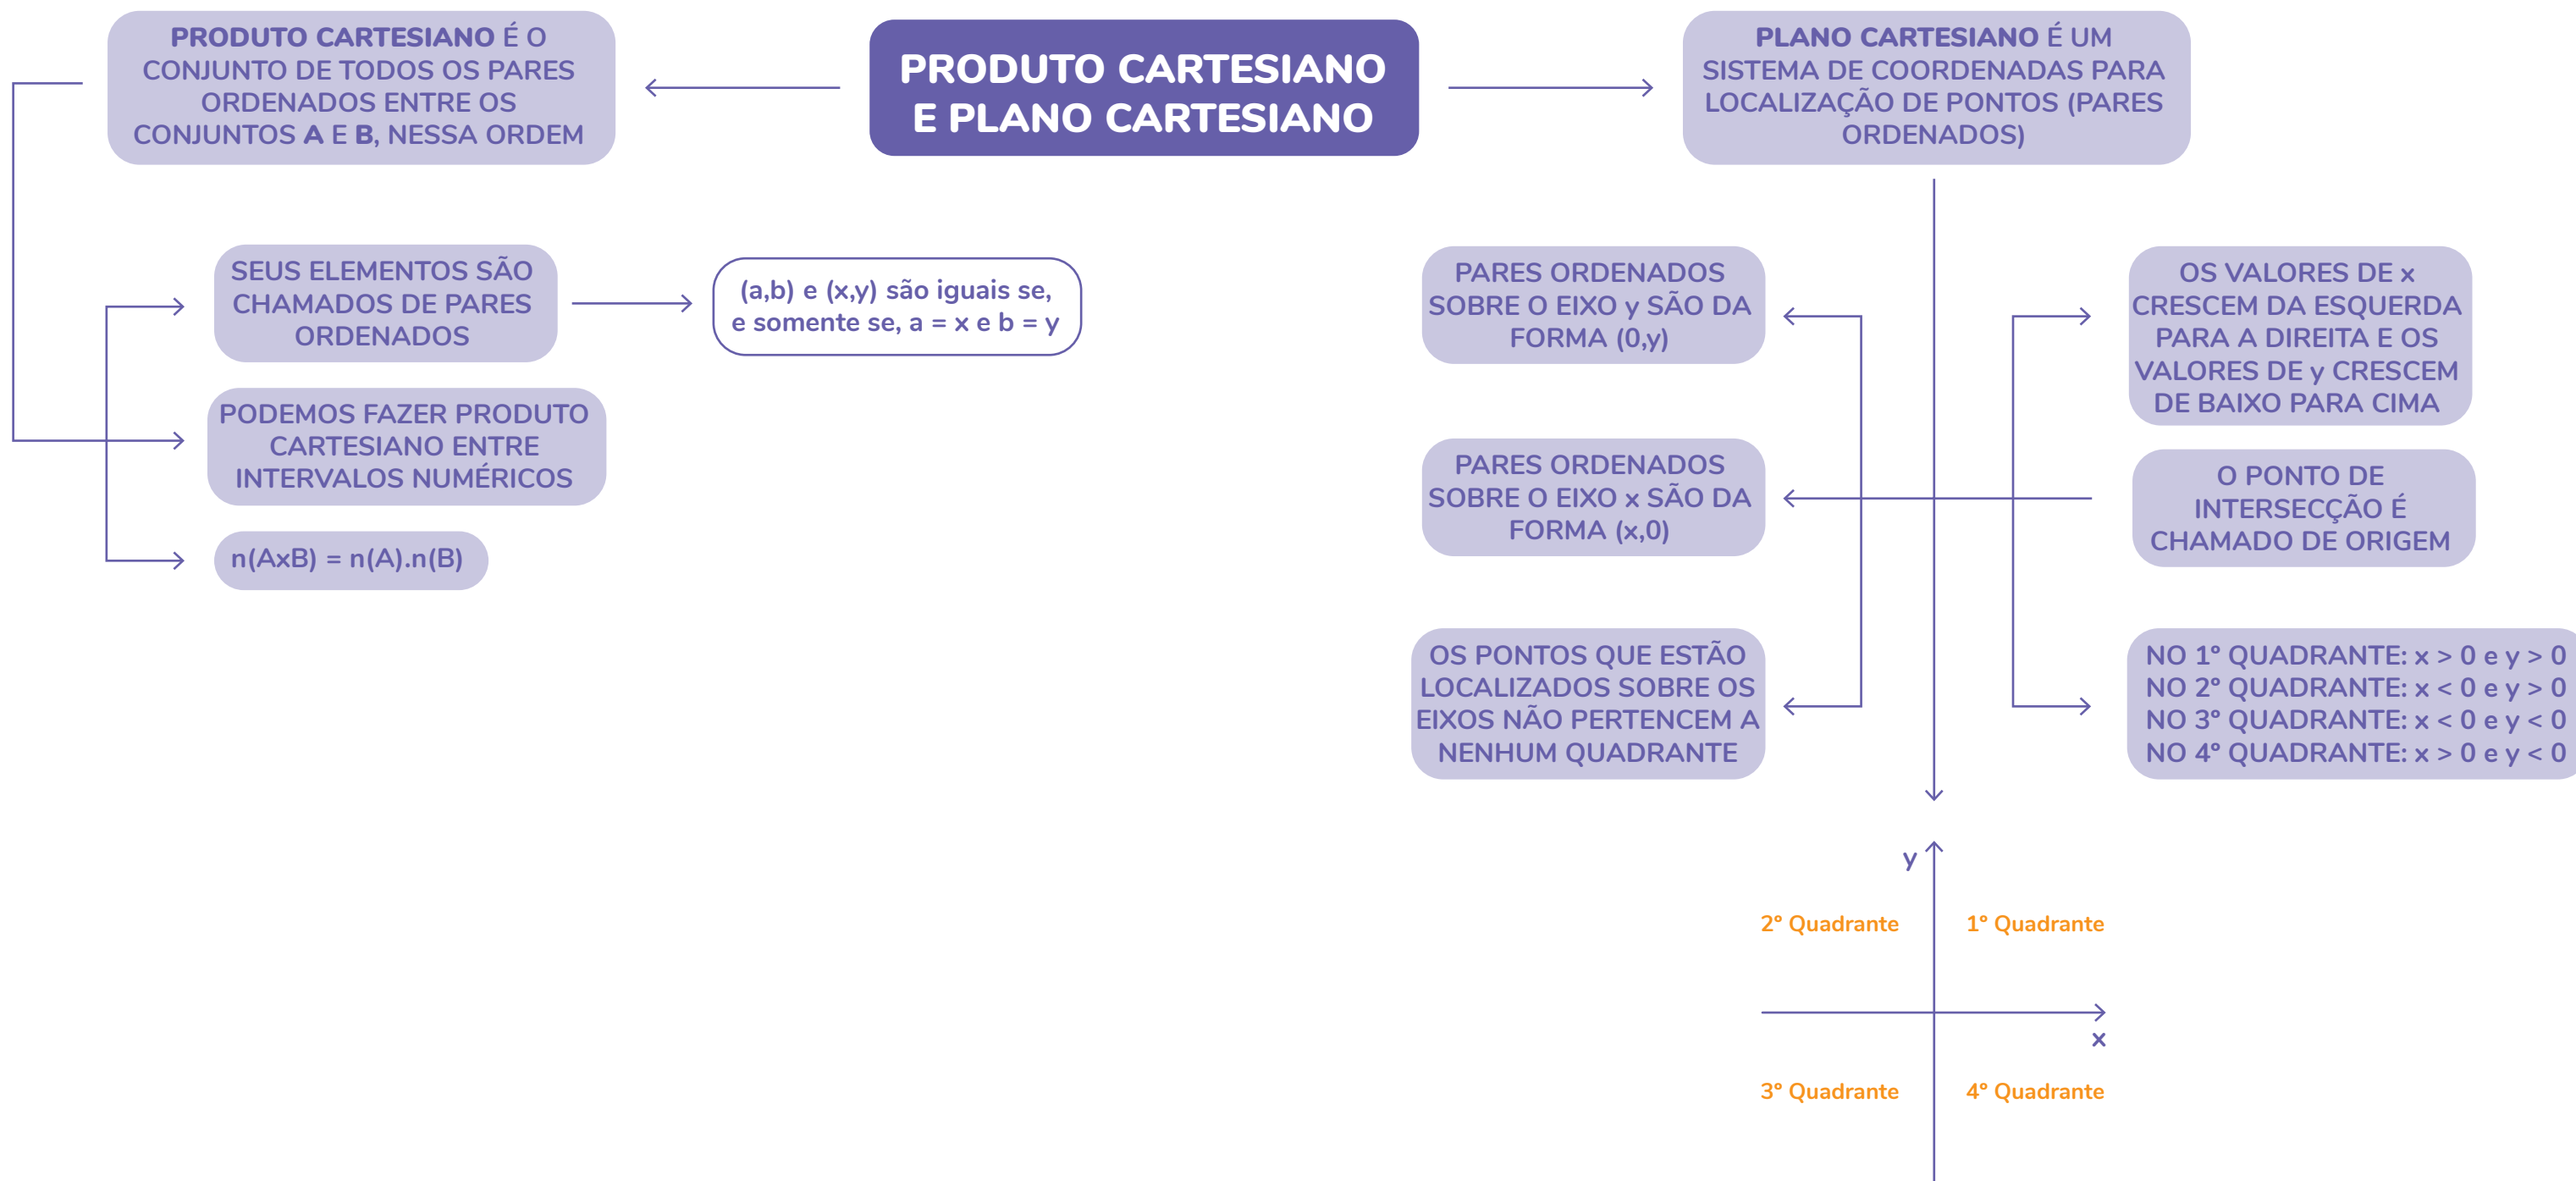 PRODUTO CARTESIANO É O
CONJUNTO DE TODOS OS PARES
ORDENADOS ENTRE OS
CONJUNTOS A E B, NESSA ORDEM
PRODUTO CARTESIANO
E PLANO CARTESIANO
PLANO CARTESIANO É UM
SISTEMA DE COORDENADAS PARA
LOCALIZAÇÃO DE PONTOS (PARES
ORDENADOS)
SEUS ELEMENTOS SÃO
CHAMADOS DE PARES
ORDENADOS
(a,b) e (x,y) são iguais se,
e somente se, a = x e b = y
PODEMOS FAZER PRODUTO
CARTESIANO ENTRE
INTERVALOS NUMÉRICOS
n(AxB) = n(A).n(B)
PARES ORDENADOS
SOBRE O EIXO y SÃO DA
FORMA (0,y)
OS VALORES DE x
CRESCEM DA ESQUERDA
PARA A DIREITA E OS
VALORES DE y CRESCEM
DE BAIXO PARA CIMA
PARES ORDENADOS
SOBRE O EIXO x SÃO DA
FORMA (x,0)
O PONTO DE
INTERSECÇÃO É
CHAMADO DE ORIGEM
OS PONTOS QUE ESTÃO
LOCALIZADOS SOBRE OS
EIXOS NÃO PERTENCEM A
NENHUM QUADRANTE
NO 1º QUADRANTE: x > 0 e y > 0
NO 2º QUADRANTE: x < 0 e y > 0
NO 3º QUADRANTE: x < 0 e y < 0
NO 4º QUADRANTE: x > 0 e y < 0
y
2º Quadrante
1º Quadrante
x
3º Quadrante
4º Quadrante